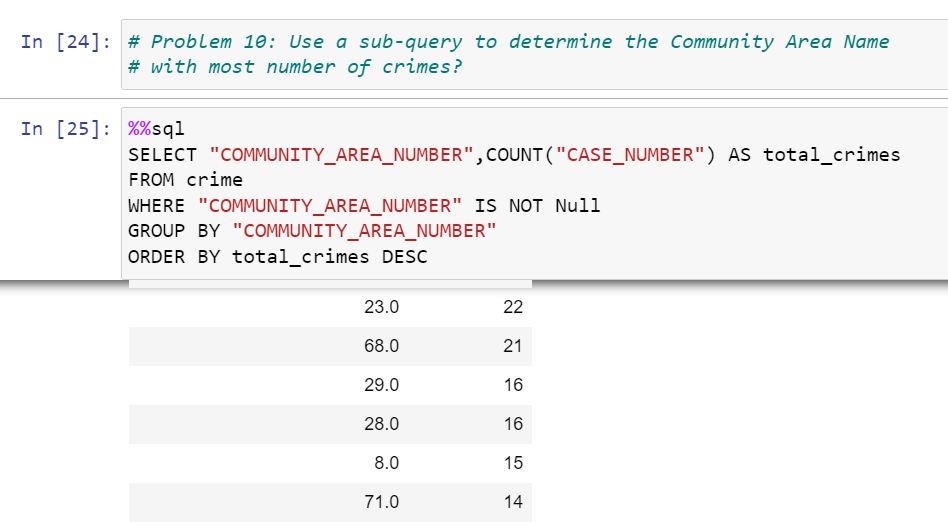 In [24]: # Problem 10: Use a sub-query to determine the Community Area Name
# with most number of crimes?
In [25]: %%sql
SELECT "COMMUNITY_AREA_NUMBER",COUNT("CASE_NUMBER") AS total_crimes
FROM crime
WHERE "COMMUNITY_AREA_NUMBER" IS NOT Null
GROUP BY "COMMUNITY_AREA_NUMBER"
ORDER BY total_crimes DESC
23.0 22
68.0 21
29.0 16
28.0 16
8.0 15
71.0 14